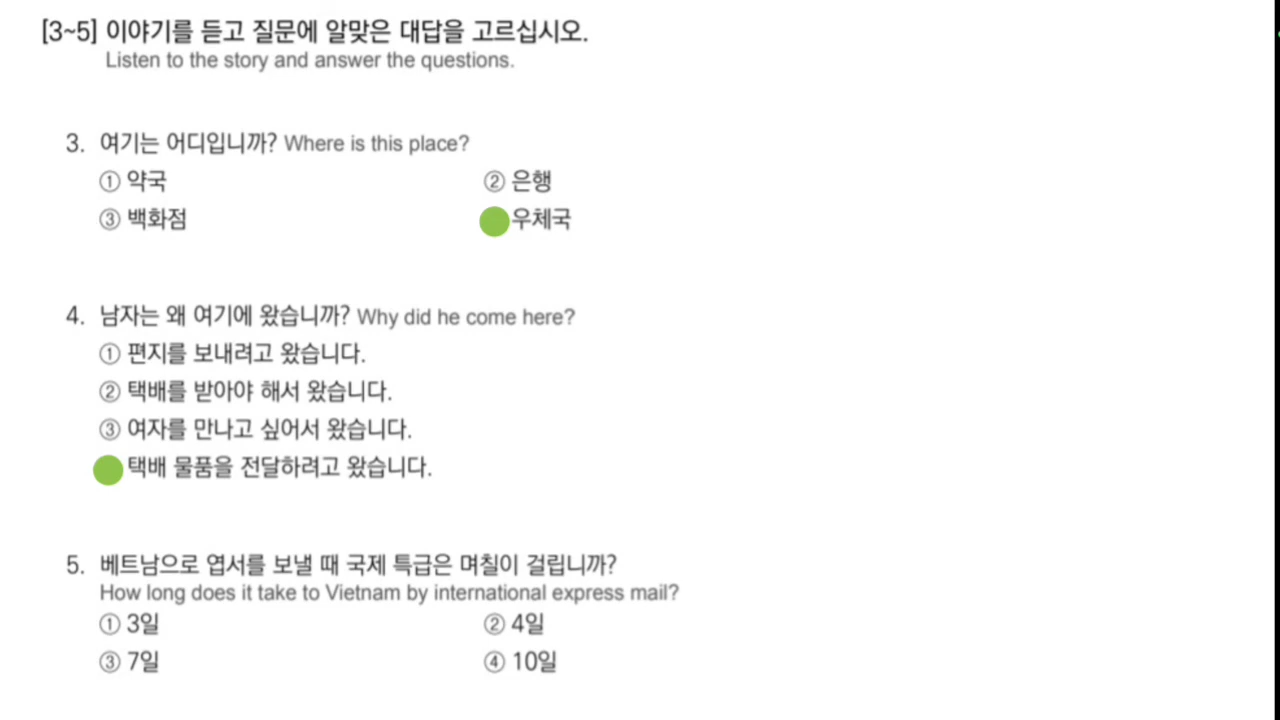 [3~5] 이야기를 듣고 질문에 알맞은 대답을 고르십시오.
Listen to the story and answer the questions.
3. 여기는 어디입니까? Where is this place?
① 약국 ② 은행
③ 백화점 우체국
4. 남자는 왜 여기에 왔습니까? Why did he come here?
① 편지를 보내려고 왔습니다.
② 택배를 받아야 해서 왔습니다.
③ 여자를 만나고 싶어서 왔습니다.
택배 물품을 전달하려고 왔습니다.
5. 베트남으로 엽서를 보낼 때 국제 특급은 며칠이 걸립니까?
How long does it take to Vietnam by international express mail?
① 3일 ② 4일
③ 7일 ④ 10일